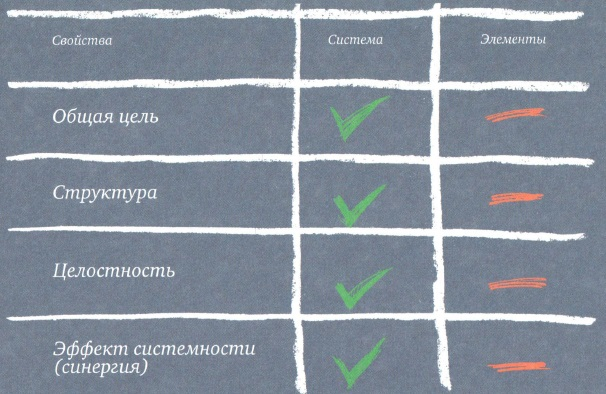 Свойства Система Элементы
Общая цель
Структура
Целостность
Эффект системности
(синергия)